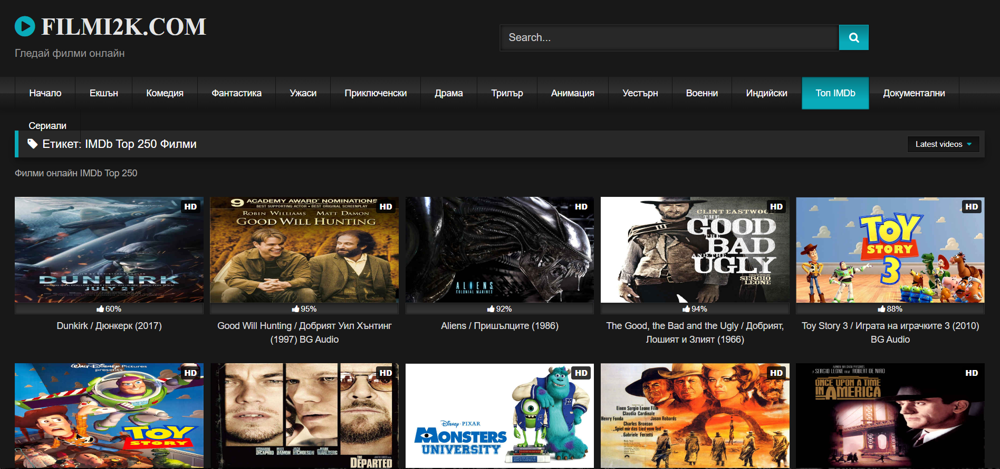 FILMI2K.COM
Гледай филми онлайн
Search...
Начало
Екшън
Комедия
Фантастика
Ужаси
Приключенски
Драма
Трилър
Анимация
Уестърн
Военни
Индийски
Топ IMDb
Документални
Сериали
Етикет: IMDb Top 250 Филми
Latest videos
Филми онлайн IMDb Top 250
HD
DUNKIRK
JULY 21
60%
Dunkirk / Дюнкерк (2017)
9 ACADEMY AWARD NOMINATIONS
BEST SUPPORTING ACTOR • BEST ORIGINAL SCREENPLAY
HD
ROBIN WILLIAMS MATT DAMON
GOOD WILL HUNTING
95%
Good Will Hunting / Добрият Уил Хънтинг
(1997) BG Audio
HD
ALIENS
COLONIAL MARINES
92%
Aliens / Пришълците (1986)
HD
CLINT EASTWOOD
THE
GOOD
THE
BAD
AND THE
UGLY
DIRECTED BY
SERGIO
LEONE
94%
The Good, the Bad and the Ugly / Добрият,
Лошият и Злият (1966)
HD
TOY
STORY
3
88%
Toy Story 3 / Играта на играчките 3 (2010)
BG Audio
WALT DISNEY PICTURES
presents
HD
TOY
STORY
HD
LEONARDO
DICAPRIO
MATT
DAMON
JACK
NICHOLSON
MARK
WAHLBERG
THE
DEPARTED
HD
DISNEY • PIXAR
MONSTERS
UNIVERSITY
HD
Einen Sergio Leone Film
Claudia Cardinale
Henry Fonda Jason Robards
Charles Bronson
„Spiel mir das Lied vom Tod“
Gabriele Ferzetti
HD
ARNON MILCHAN PRESENTS
A SERGIO LEONE FILM ROBERT DE NIRO
ONCE UPON A TIME
IN AMERICA